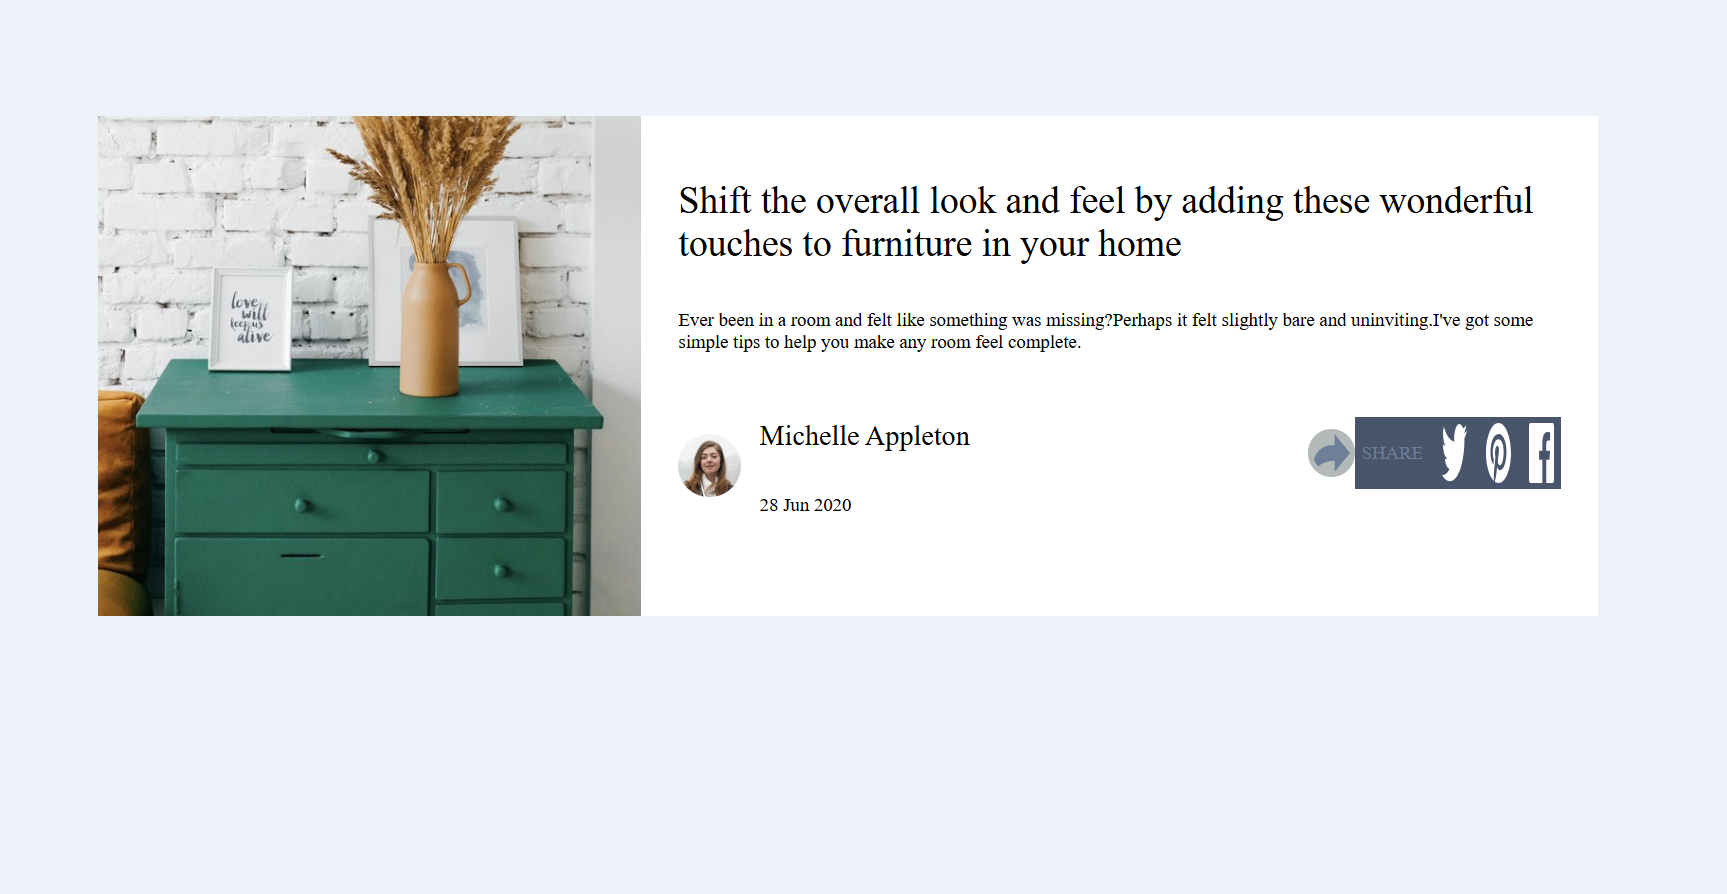 Shift the overall look and feel by adding these wonderful
touches to furniture in your home
Ever been in a room and felt like something was missing?Perhaps it felt slightly bare and uninviting.I've got some
simple tips to help you make any room feel complete.
love
will
keep us
alive
Michelle Appleton
SHARE
28 Jun 2020